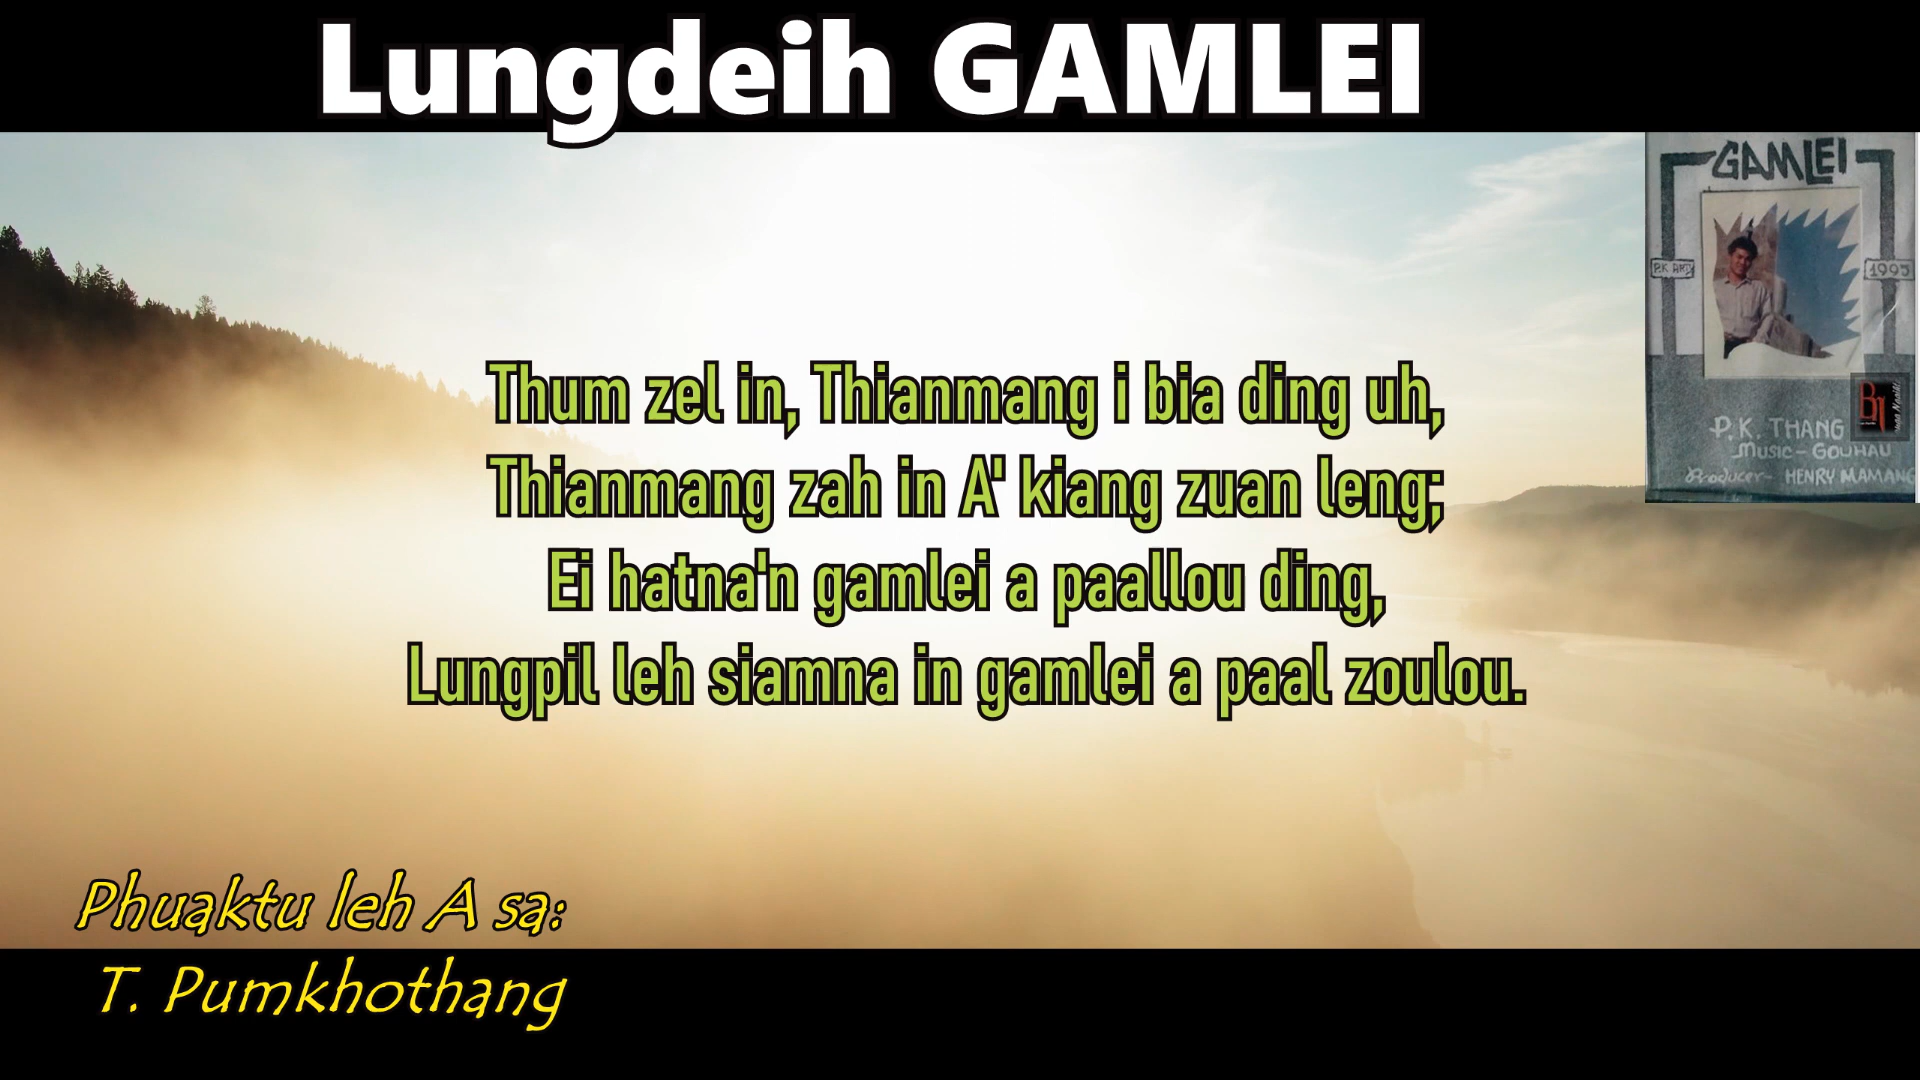 Lungdeih GAMLEI
GAMLEI
P.K ART
1995
P.K. THANG
MUSIC - GOUHAU
Producer - HENRY MAMANG
Thum zel in, Thianmang i bia ding uh,
Thianmang zah in A' kiang zuan leng;
Ei hatna'n gamlei a paallou ding,
Lungpil leh siamna in gamlei a paal zoulou.
Phuaktu leh A sa:
T. Pumkhothang